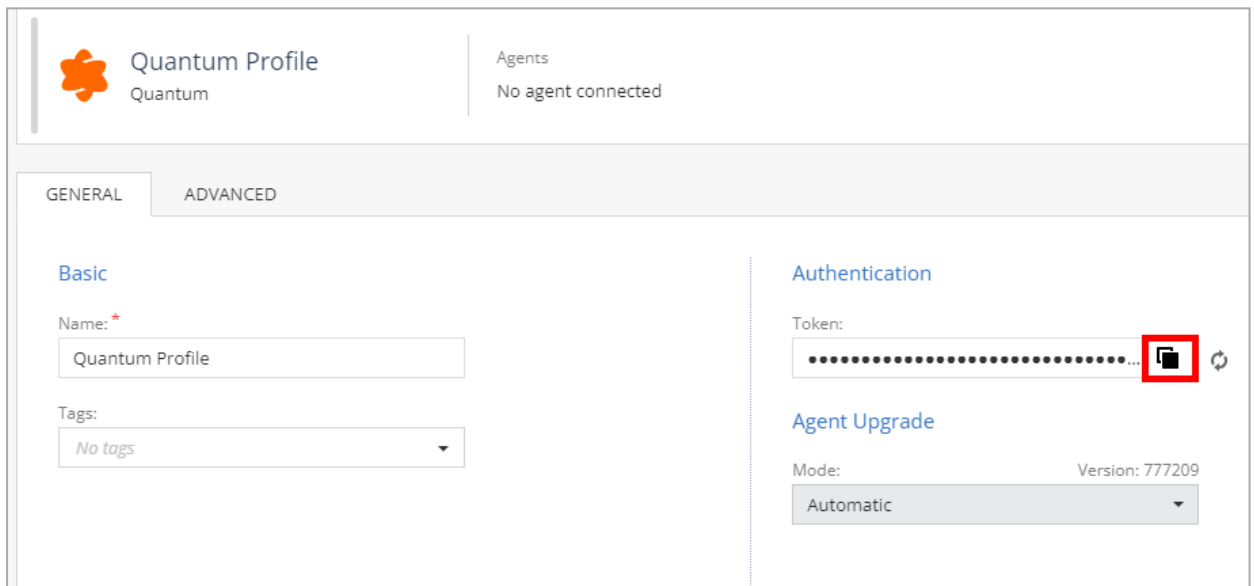 Quantum Profile
Quantum
Agents
No agent connected
GENERAL
ADVANCED
Basic
Name: *
Quantum Profile
Tags:
No tags
Authentication
Token:
••••••••••••••••••••••••••••••...
Agent Upgrade
Mode:
Version: 777209
Automatic